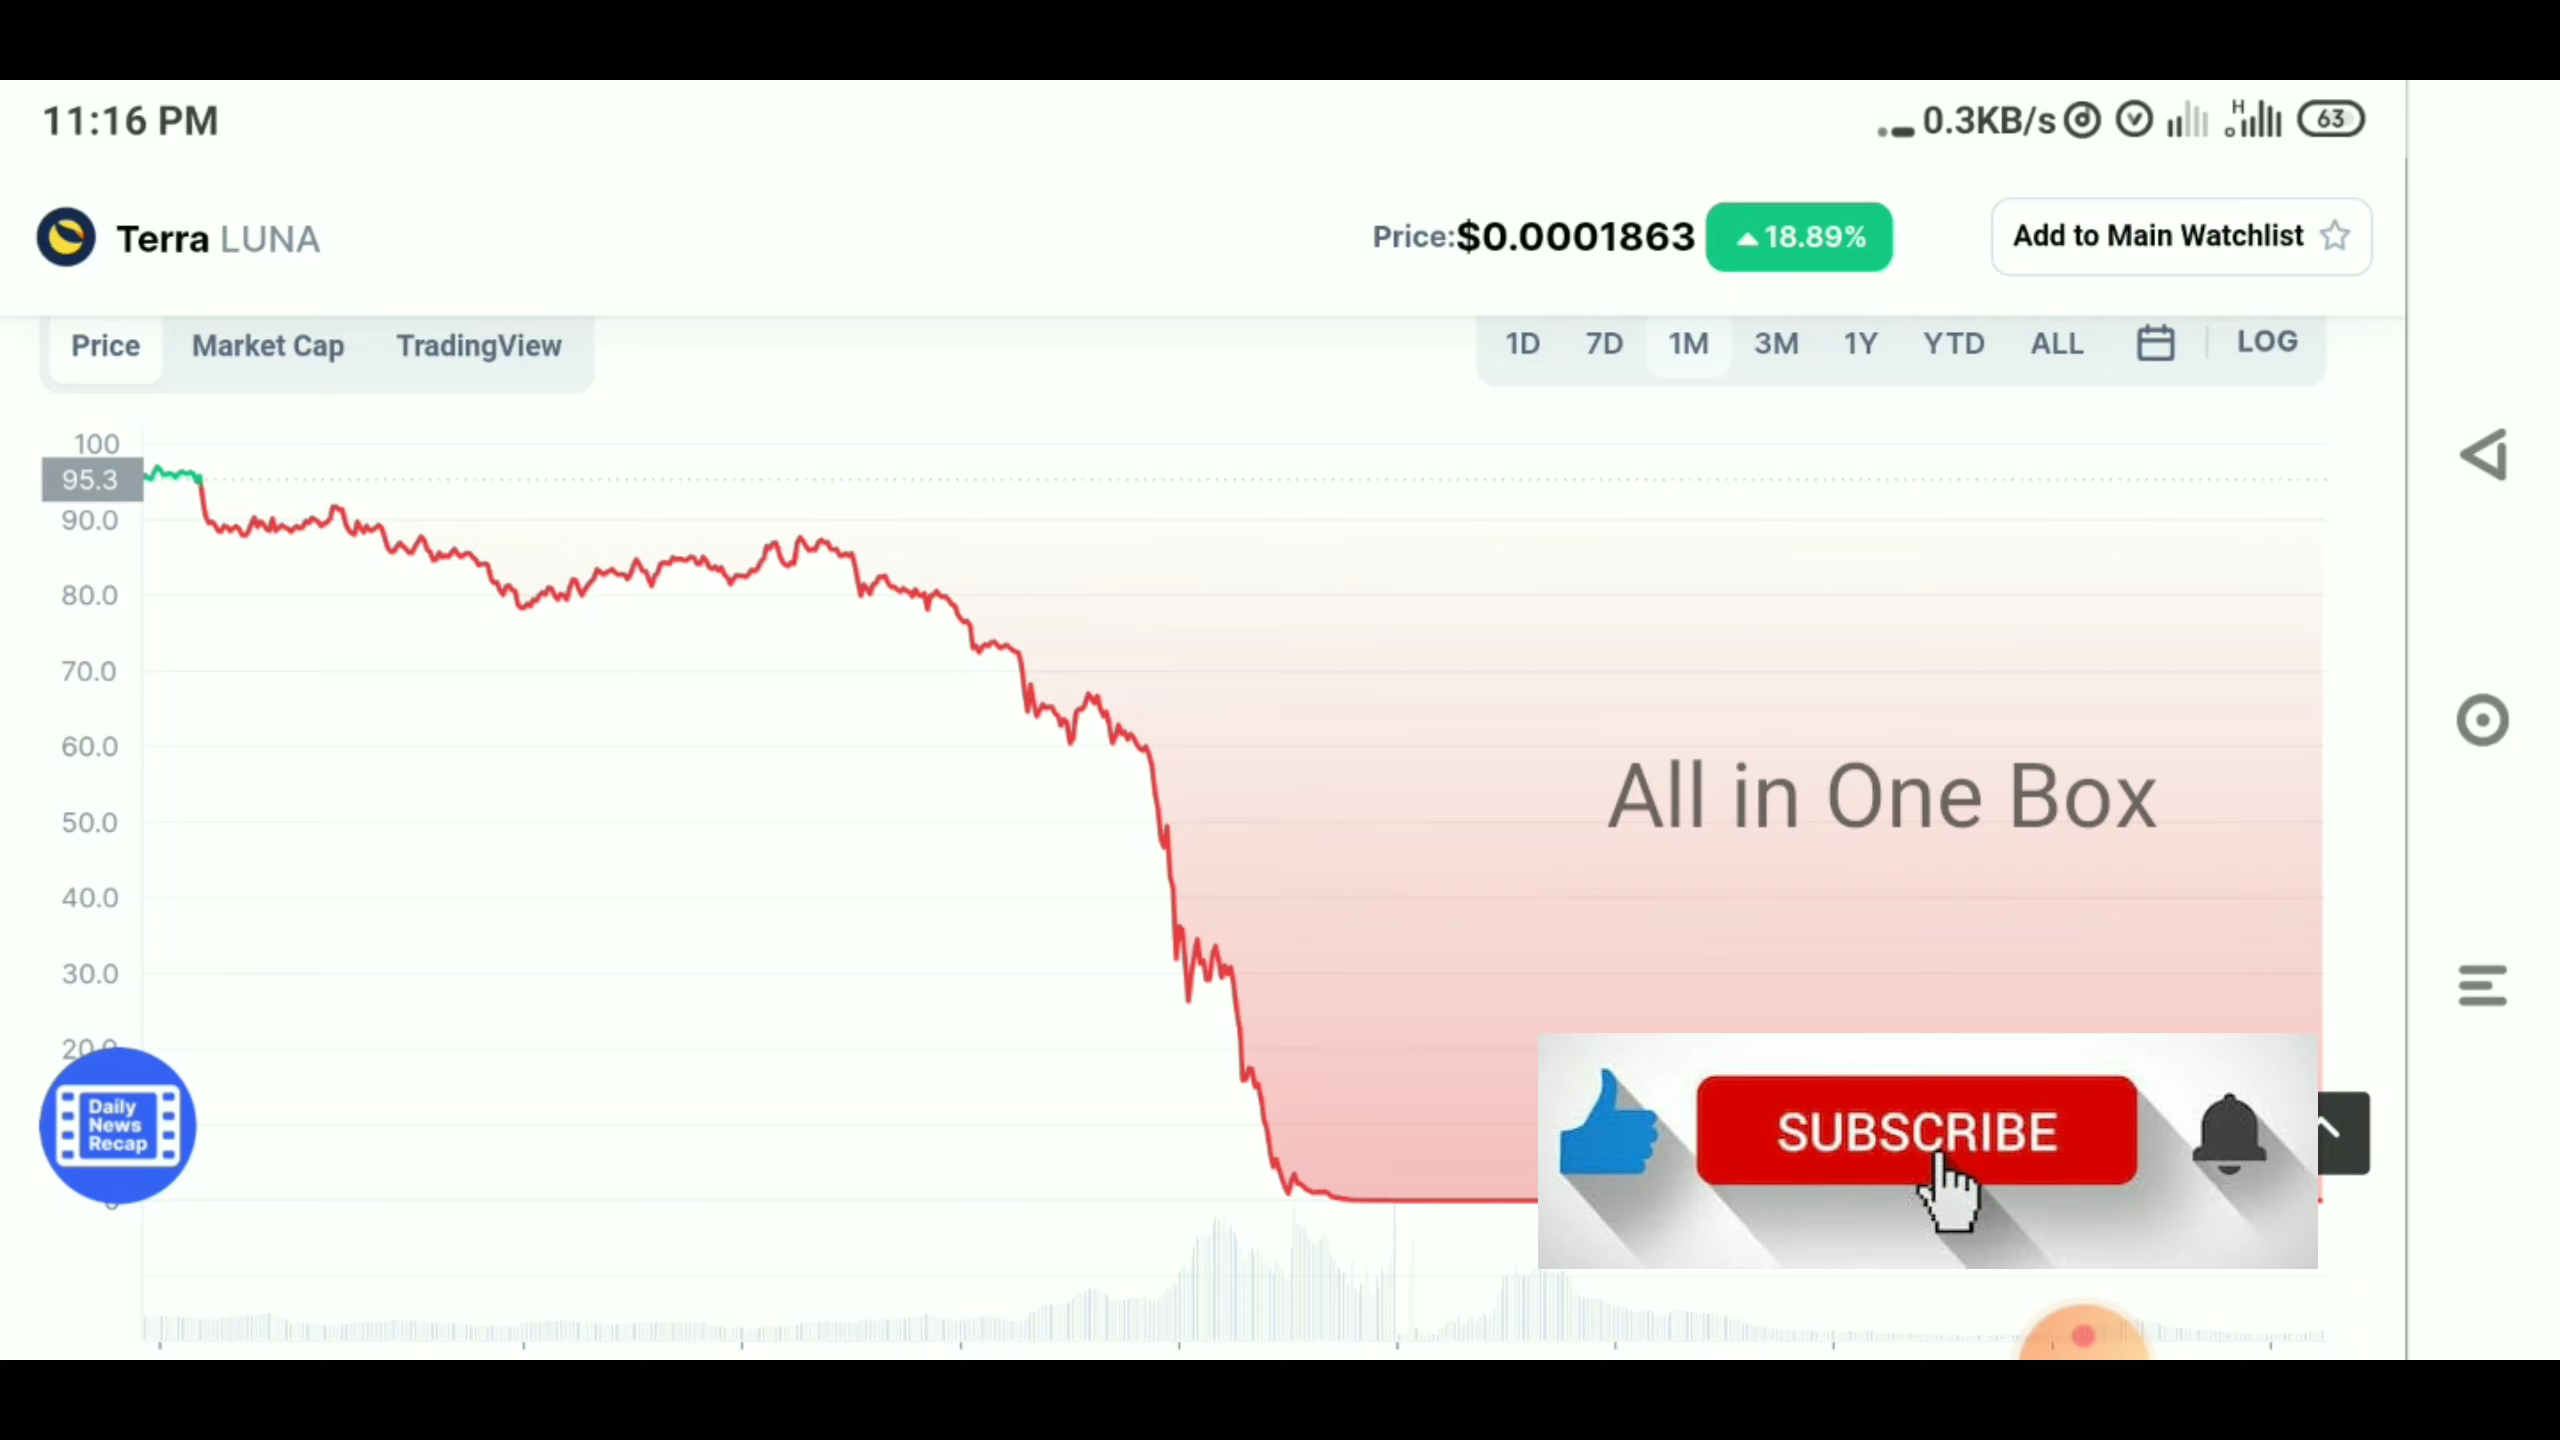 11:16 PM
0.3KB/s
H
63
Terra LUNA
Price:$0.0001863
18.89%
Add to Main Watchlist
Price Market Cap TradingView
1D 7D 1M 3M 1Y YTD ALL LOG
100
95.3
90.0
80.0
70.0
60.0
50.0
40.0
30.0
20.0
All in One Box
Daily
News
Recap
SUBSCRIBE